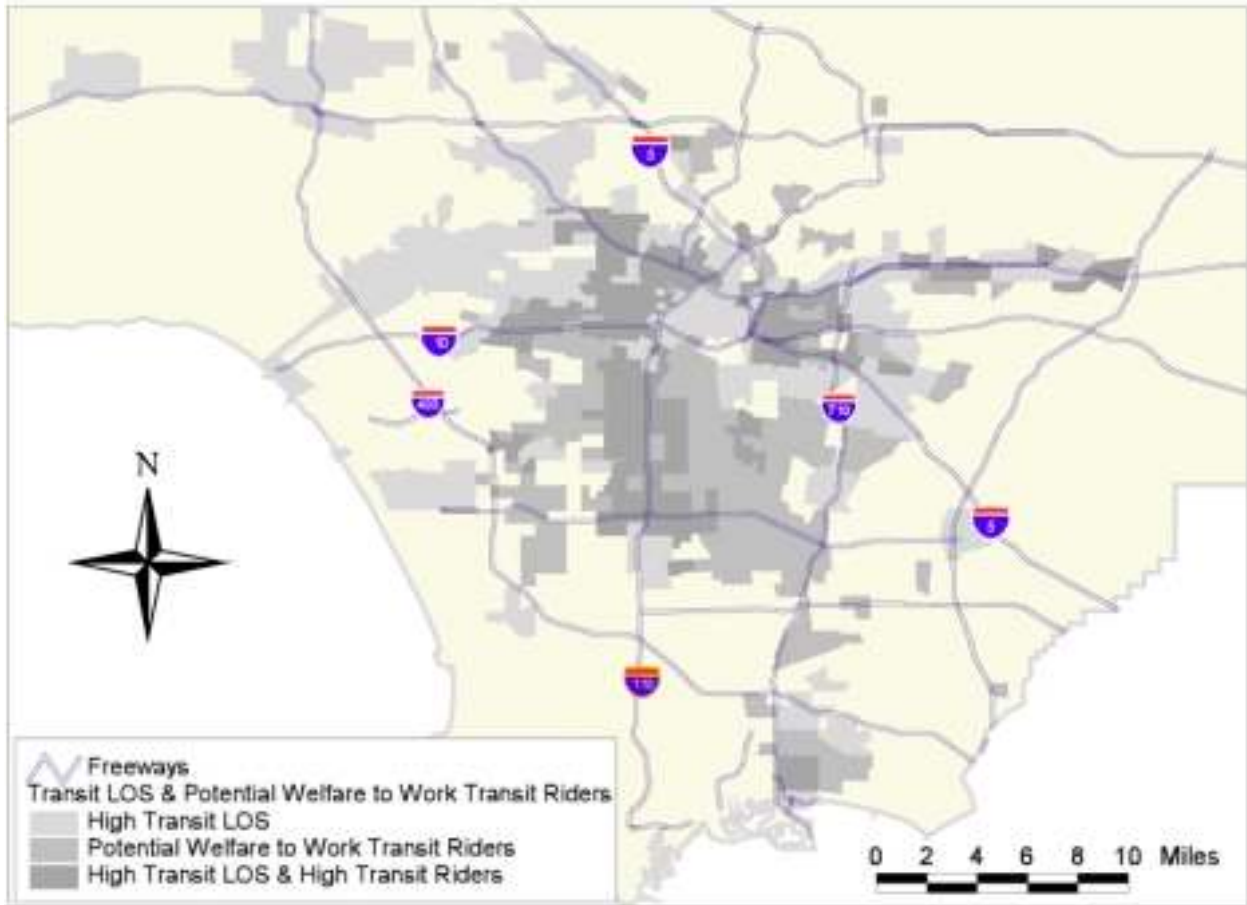 5
10
405
710
N
5
110
Freeways
Transit LOS & Potential Welfare to Work Transit Riders
High Transit LOS
Potential Welfare to Work Transit Riders
High Transit LOS & High Transit Riders
0 2 4 6 8 10 Miles